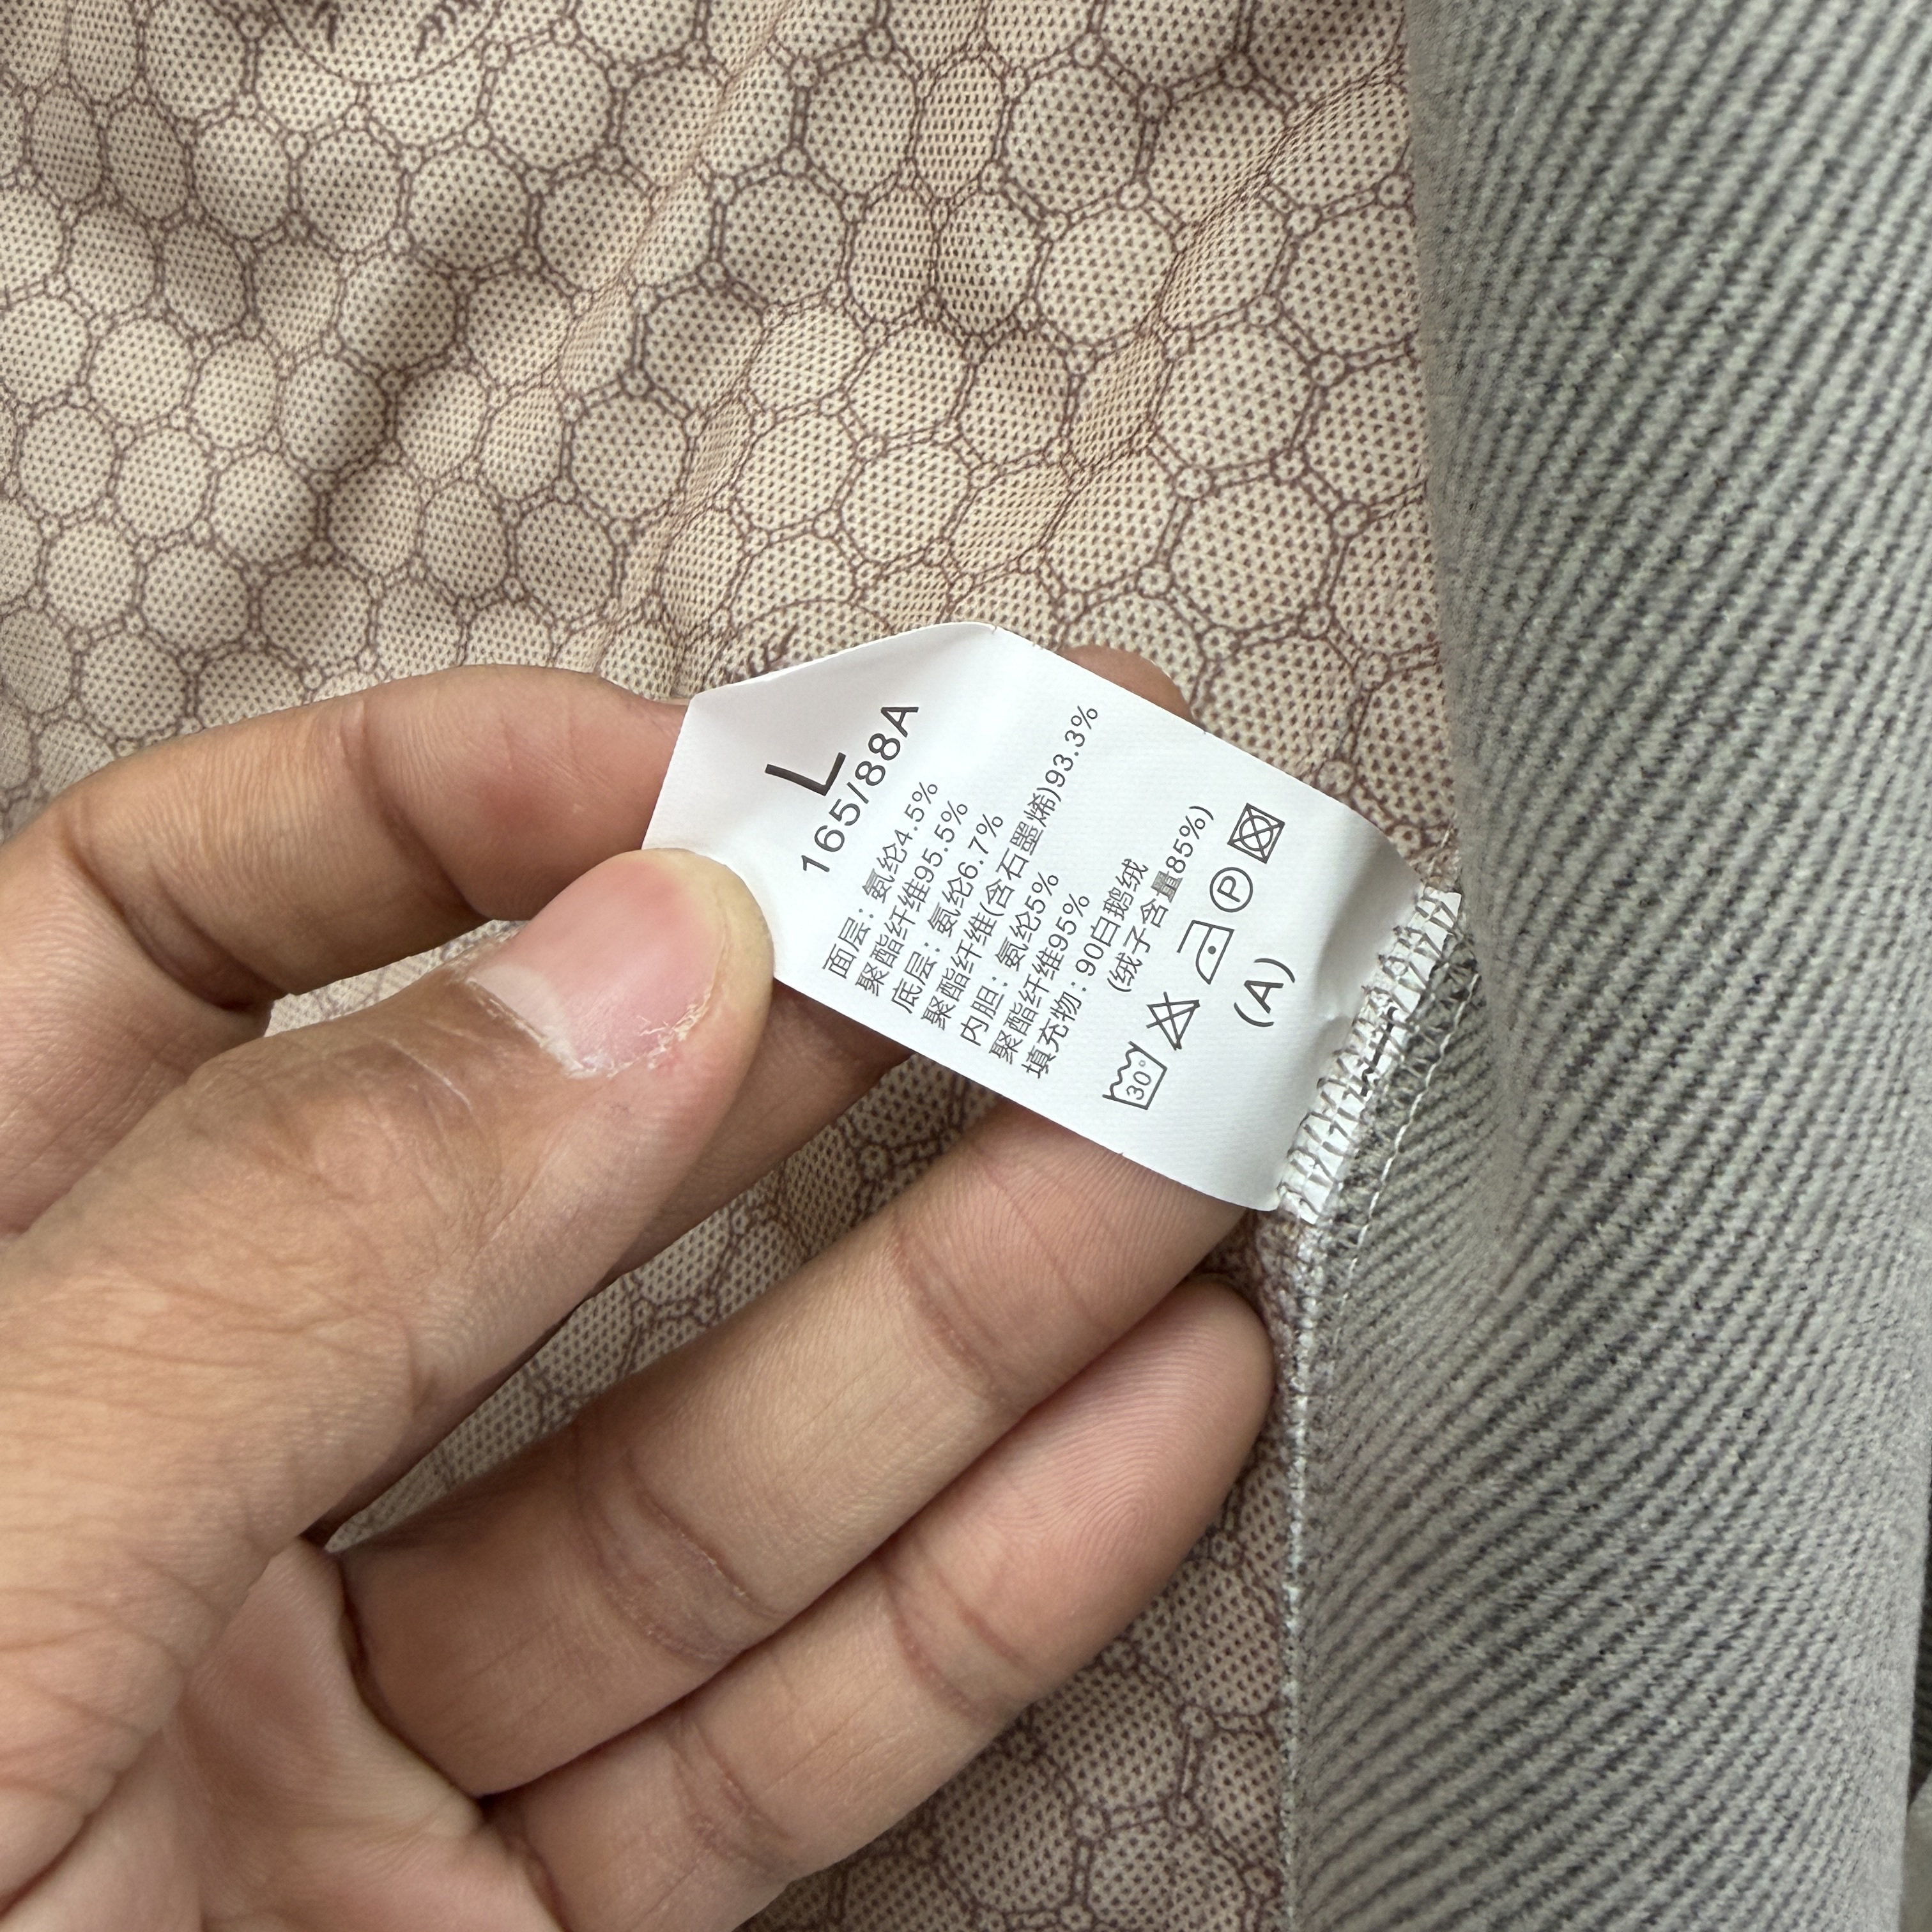 L
165/88A
面层：氨纶4.5%
聚酯纤维95.5%
底层：氨纶6.7%
聚酯纤维(含石墨烯)93.3%
内胆：氨纶5%
聚酯纤维95%
填充物：90白鹅绒
(绒子含量85%)
30°
P
(A)